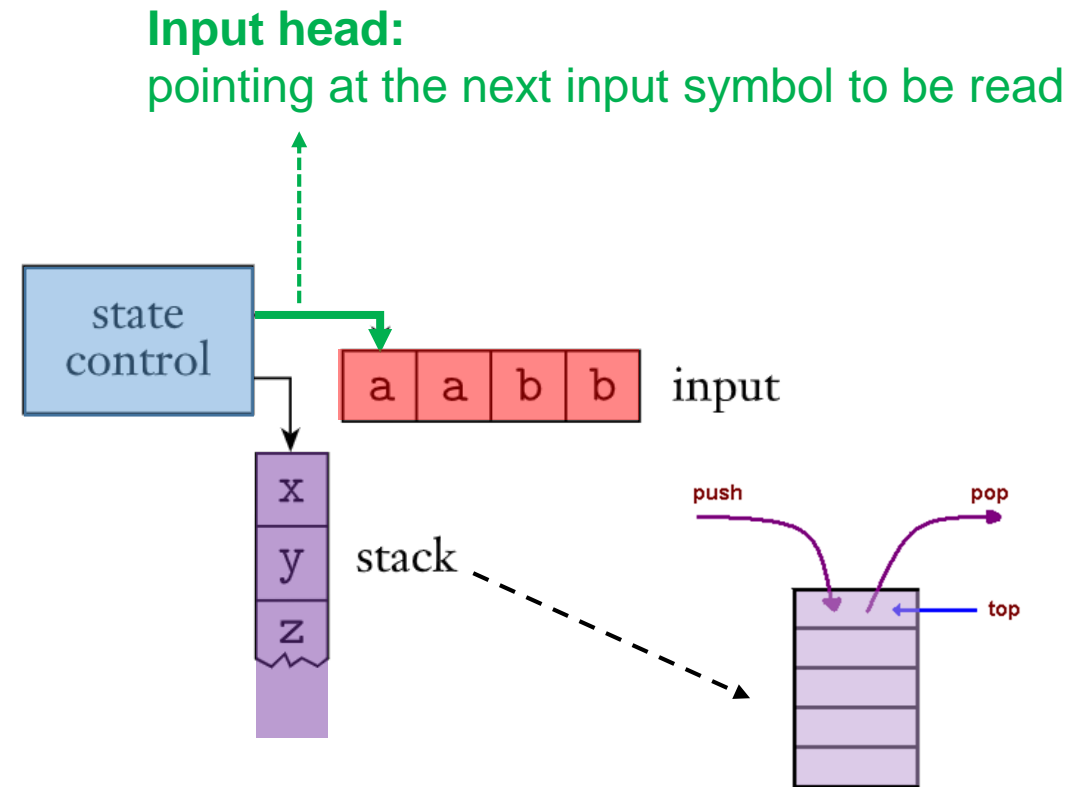 Input head:
pointing at the next input symbol to be read
state
control
a a b b input
x
y stack
z
push pop
top